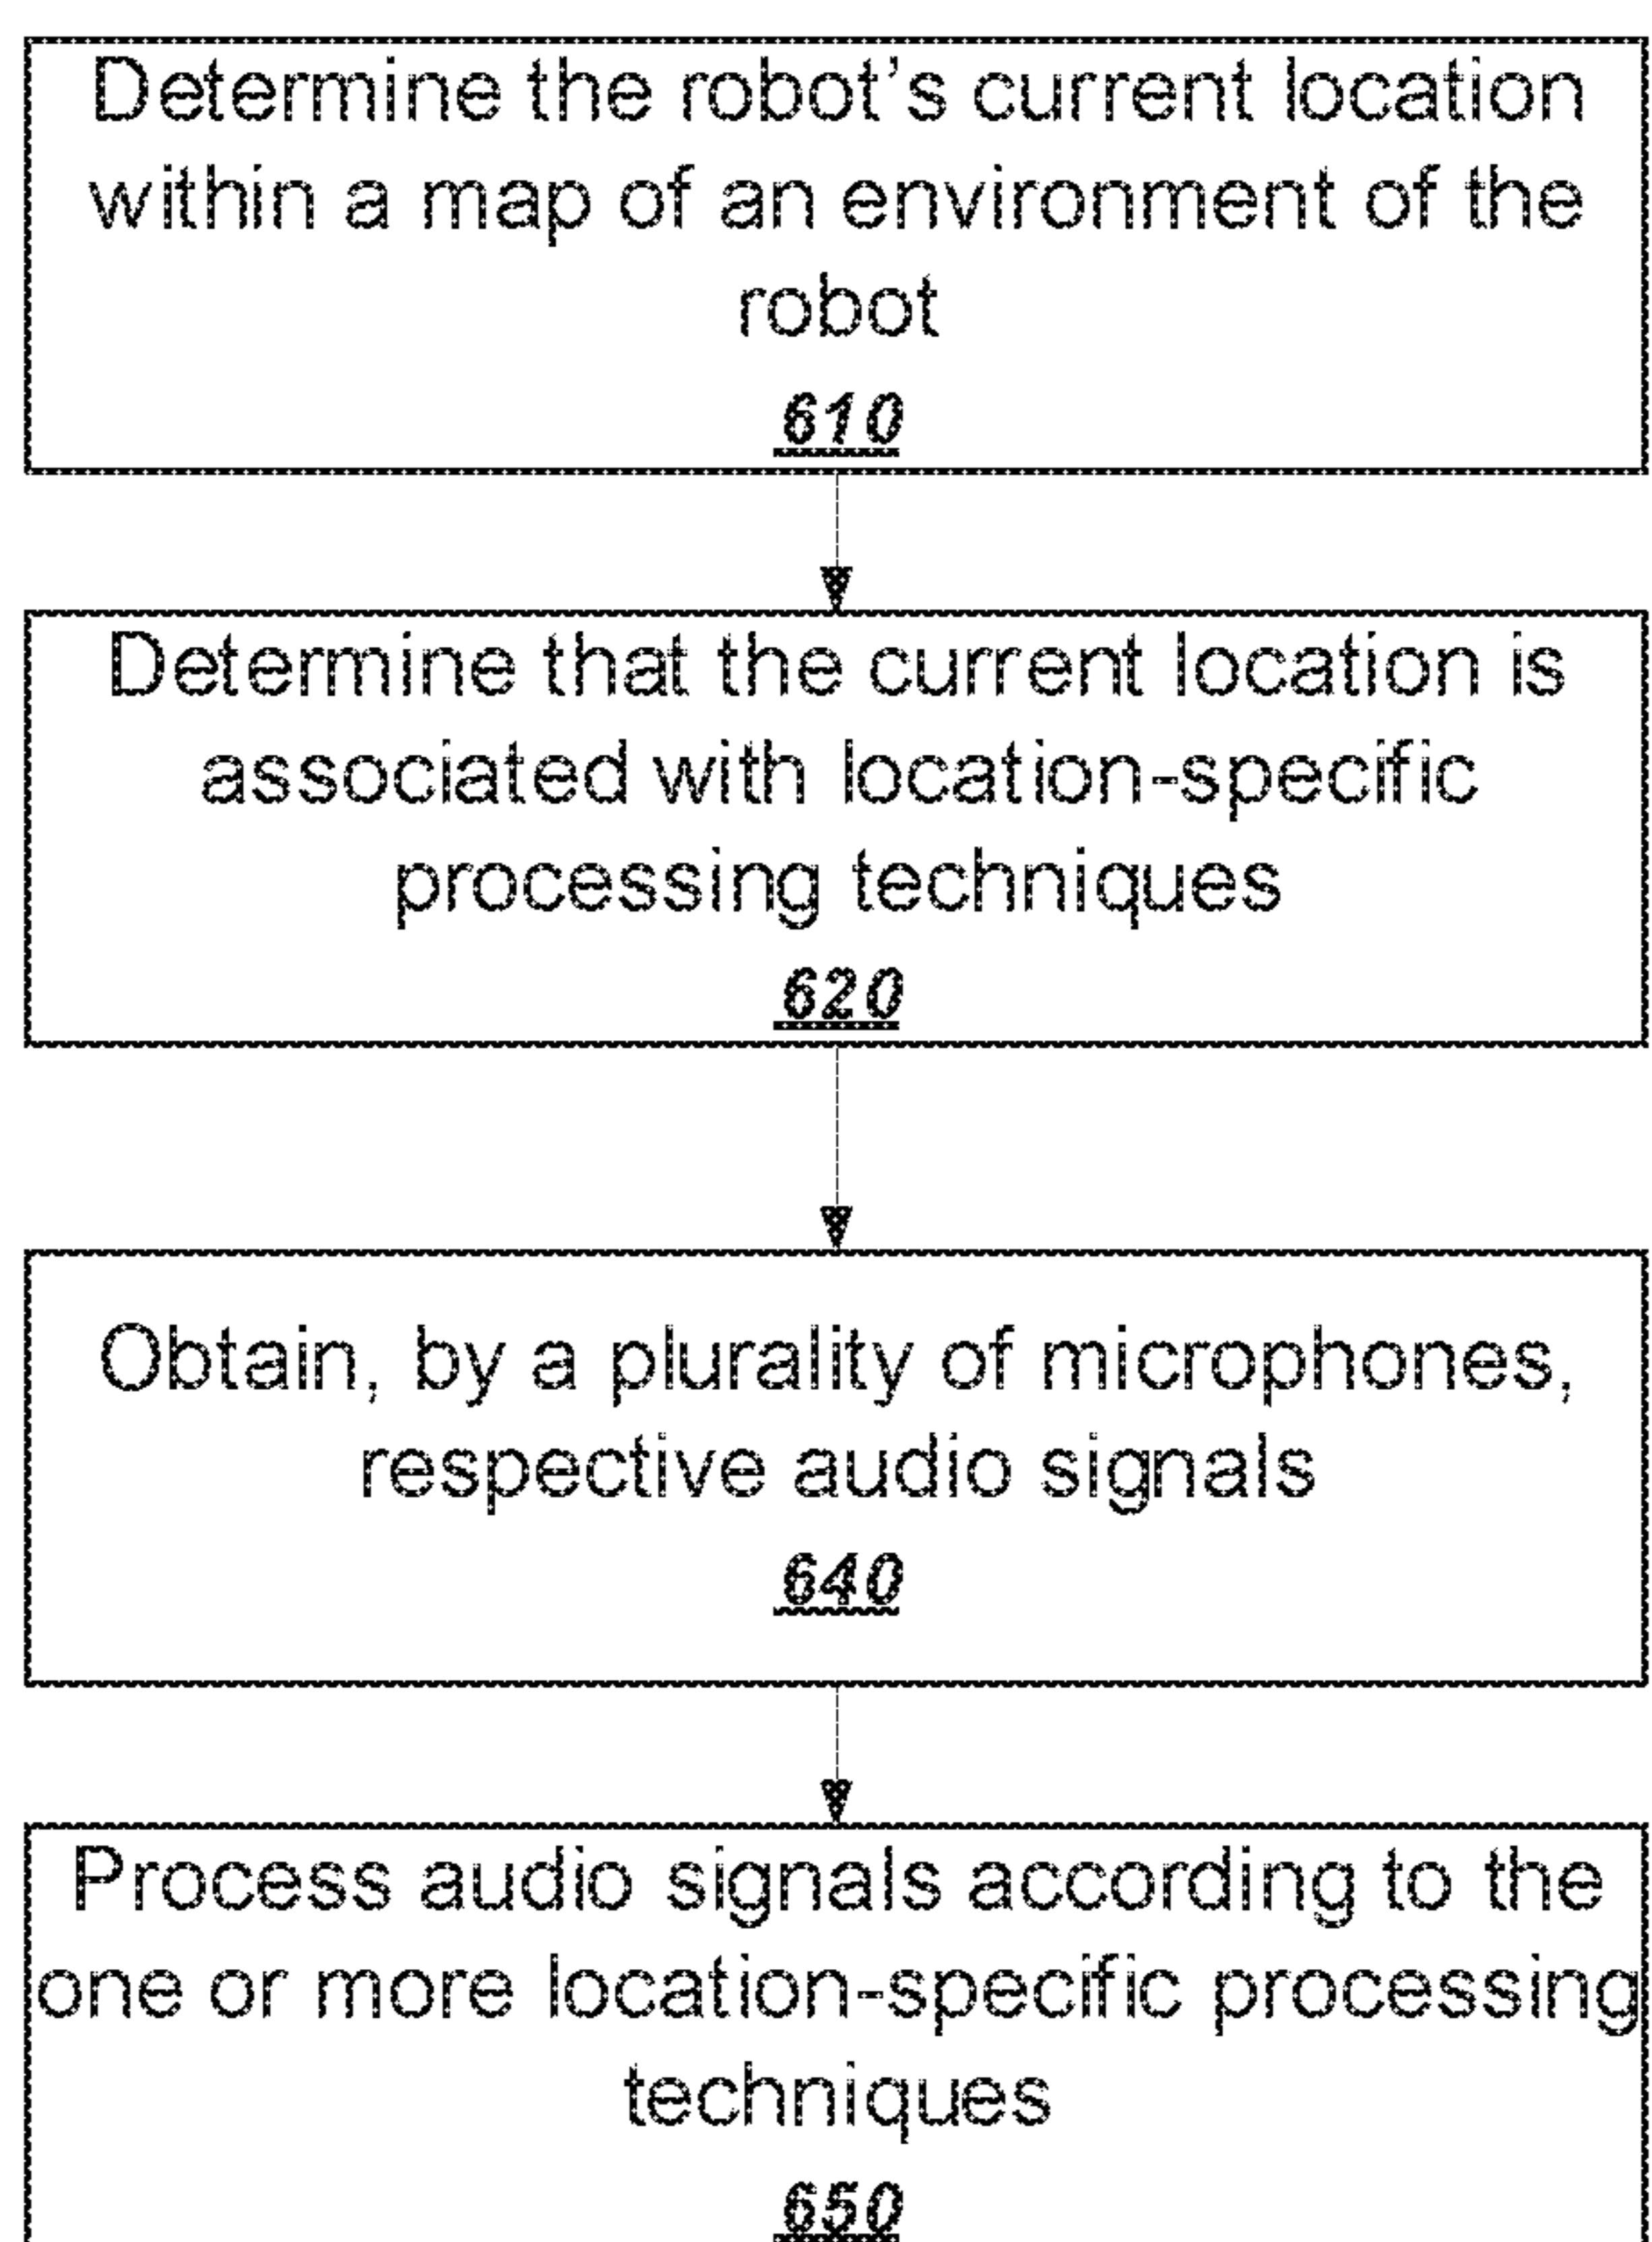 Determine the robot's current location
within a map of an environment of the
robot
610
Determine that the current location is
associated with location-specific
processing techniques
620
Obtain, by a plurality of microphones,
respective audio signals
640
Process audio signals according to the
one or more location-specific processing
techniques
650